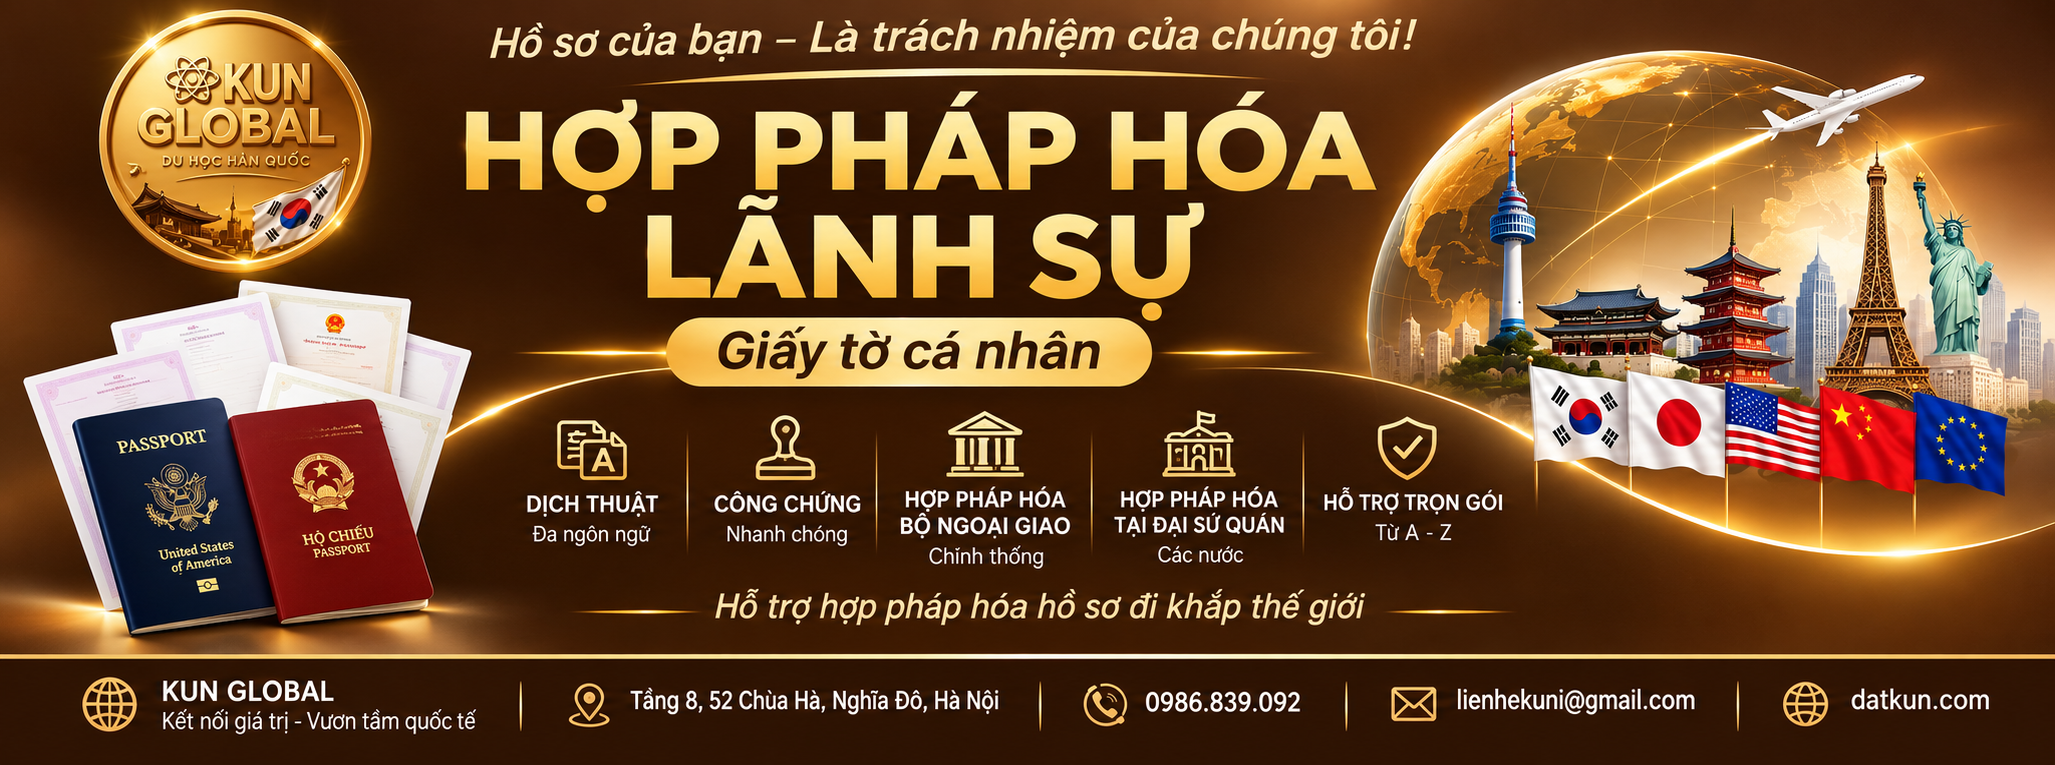 KUN
GLOBAL
DU HỌC HÀN QUỐC
Hồ sơ của bạn – Là trách nhiệm của chúng tôi!
HỢP PHÁP HÓA
LÃNH SỰ
Giấy tờ cá nhân
PASSPORT
United States
of America
HỘ CHIẾU
PASSPORT
DỊCH THUẬT
Đa ngôn ngữ
CÔNG CHỨNG
Nhanh chóng
HỢP PHÁP HÓA
BỘ NGOẠI GIAO
Chính thống
HỢP PHÁP HÓA
TẠI ĐẠI SỨ QUÁN
Các nước
HỖ TRỢ TRỌN GÓI
Từ A - Z
Hỗ trợ hợp pháp hóa hồ sơ đi khắp thế giới
KUN GLOBAL
Kết nối giá trị - Vươn tầm quốc tế
Tầng 8, 52 Chùa Hà, Nghĩa Đô, Hà Nội
0986.839.092
lienhekuni@gmail.com
datkun.com